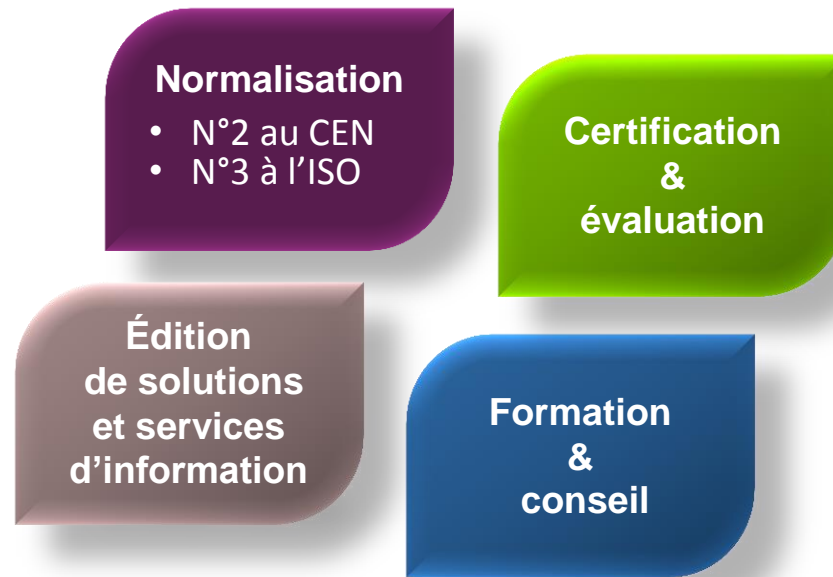 Normalisation
• N°2 au CEN
• N°3 à l’ISO
Certification
&
évaluation
Édition
de solutions
et services
d’information
Formation
&
conseil